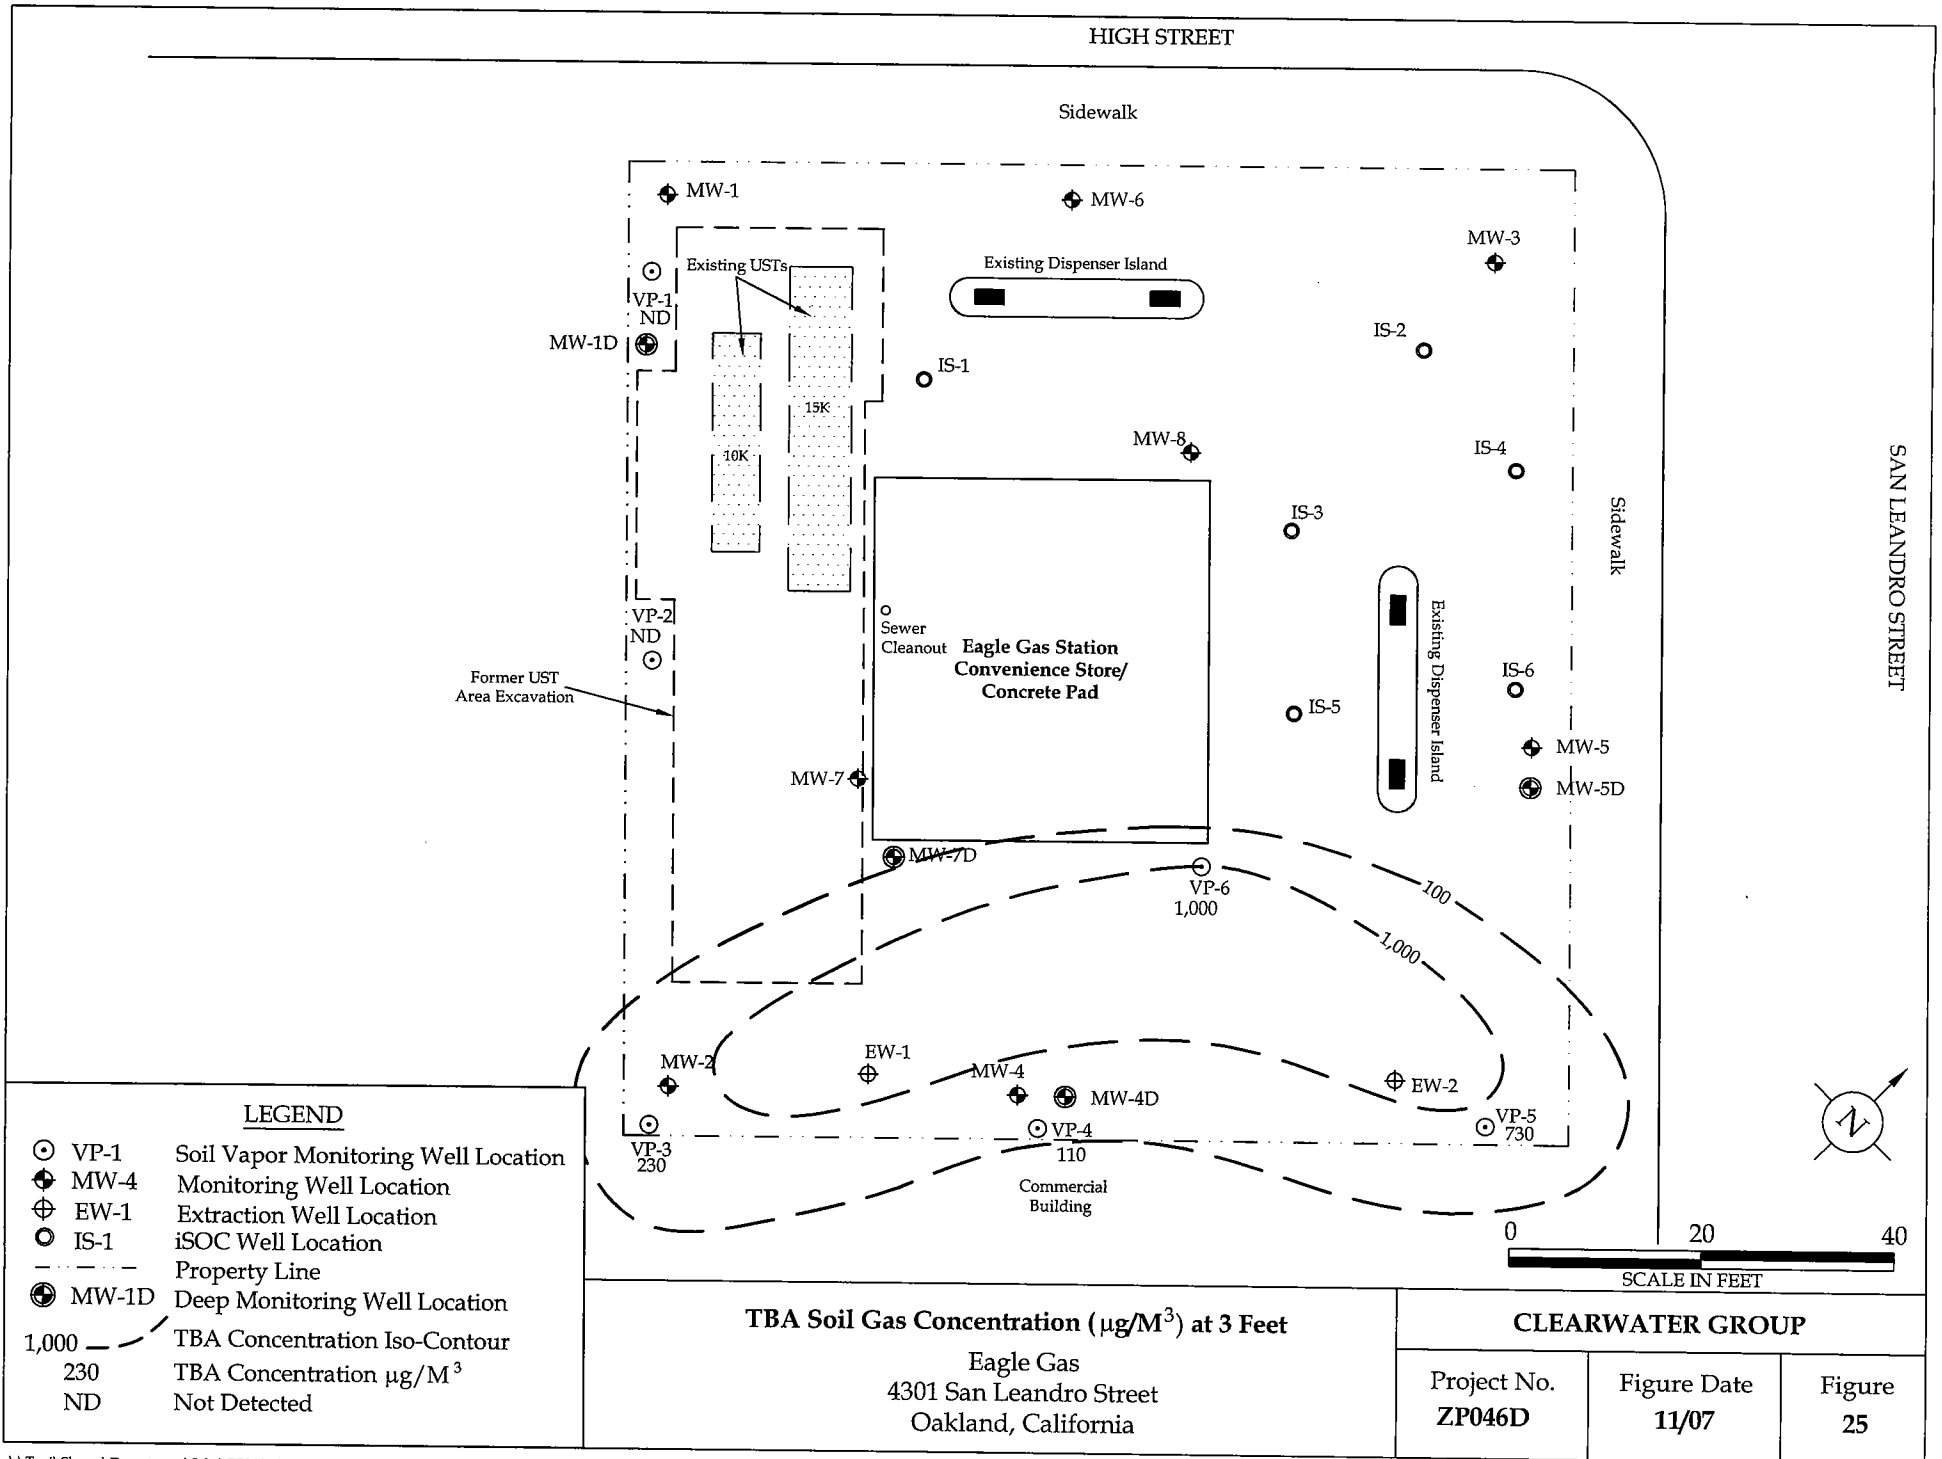 HIGH STREET
Sidewalk
MW-1
MW-6
MW-3
Existing USTs
Existing Dispenser Island
VP-1
ND
MW-1D
IS-2
IS-1
15K
10K
MW-8
IS-4
IS-3
Sidewalk
SAN LEANDRO STREET
VP-2
ND
Sewer
Cleanout
Eagle Gas Station
Convenience Store/
Concrete Pad
Existing Dispenser Island
Former UST
Area Excavation
IS-6
IS-5
MW-5
MW-7
MW-5D
MW-7D
VP-6
1,000
100
1,000
MW-2
EW-1
MW-4
MW-4D
EW-2
VP-3
230
VP-4
110
VP-5
730
Commercial
Building
N
0 20 40
SCALE IN FEET
LEGEND
VP-1 Soil Vapor Monitoring Well Location
MW-4 Monitoring Well Location
EW-1 Extraction Well Location
IS-1 iSOC Well Location
Property Line
MW-1D Deep Monitoring Well Location
1,000 TBA Concentration Iso-Contour
230 TBA Concentration µg/M³
ND Not Detected
TBA Soil Gas Concentration (µg/M³) at 3 Feet
Eagle Gas
4301 San Leandro Street
Oakland, California
CLEARWATER GROUP
Project No.
ZP046D
Figure Date
11/07
Figure
25